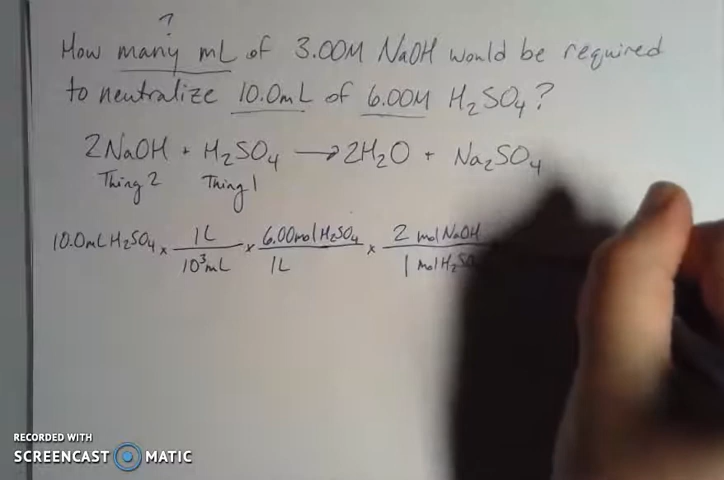 ?
How many mL of 3.00M NaOH would be required
to neutralize 10.0mL of 6.00M H₂SO₄?
2NaOH + H₂SO₄ → 2H₂O + Na₂SO₄
Thing 2 Thing 1
10.0mL H₂SO₄ × 1L/10³mL × 6.00mol H₂SO₄/1L × 2 mol NaOH/1 mol H₂SO
RECORDED WITH
SCREENCAST MATIC